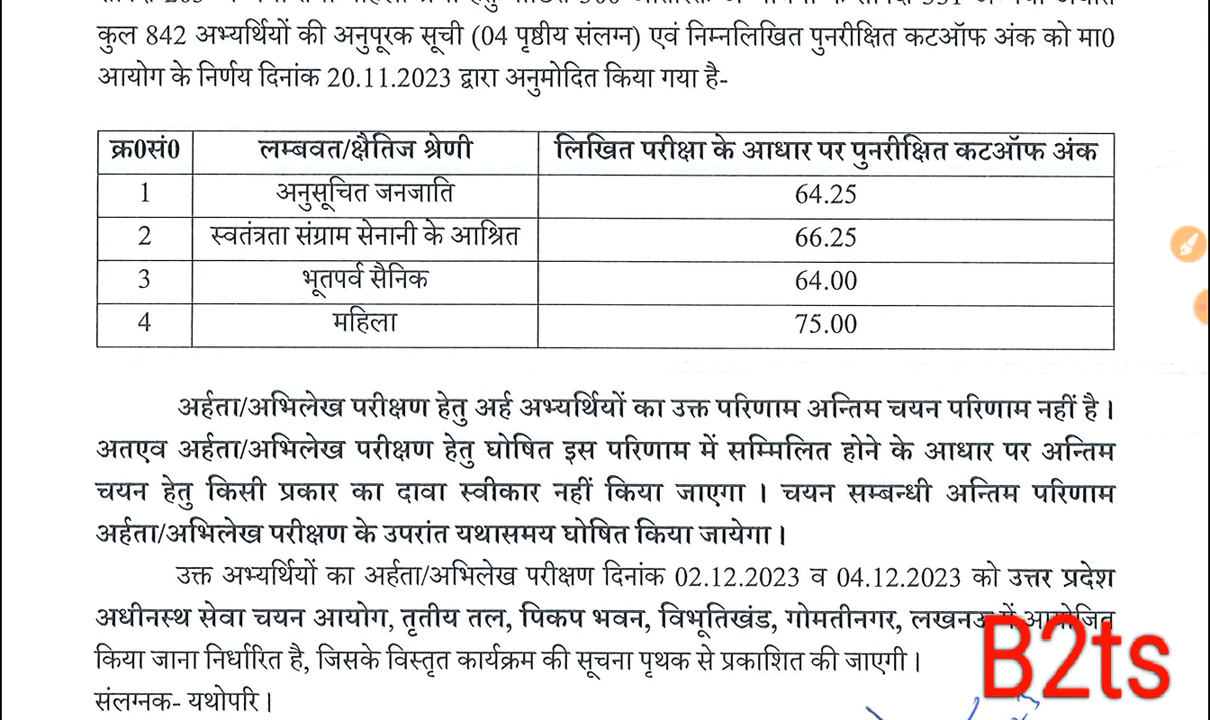 कुल 842 अभ्यर्थियों की अनुपूरक सूची (04 पृष्ठीय संलग्न) एवं निम्नलिखित पुनरीक्षित कटऑफ अंक को मा0
आयोग के निर्णय दिनांक 20.11.2023 द्वारा अनुमोदित किया गया है-
क्र0सं0 लम्बवत/क्षैतिज श्रेणी लिखित परीक्षा के आधार पर पुनरीक्षित कटऑफ अंक
1 अनुसूचित जनजाति 64.25
2 स्वतंत्रता संग्राम सेनानी के आश्रित 66.25
3 भूतपर्व सैनिक 64.00
4 महिला 75.00
अर्हता/अभिलेख परीक्षण हेतु अर्ह अभ्यर्थियों का उक्त परिणाम अन्तिम चयन परिणाम नहीं है।
अतएव अर्हता/अभिलेख परीक्षण हेतु घोषित इस परिणाम में सम्मिलित होने के आधार पर अन्तिम
चयन हेतु किसी प्रकार का दावा स्वीकार नहीं किया जाएगा । चयन सम्बन्धी अन्तिम परिणाम
अर्हता/अभिलेख परीक्षण के उपरांत यथासमय घोषित किया जायेगा।
उक्त अभ्यर्थियों का अर्हता/अभिलेख परीक्षण दिनांक 02.12.2023 व 04.12.2023 को उत्तर प्रदेश
अधीनस्थ सेवा चयन आयोग, तृतीय तल, पिकप भवन, विभूतिखंड, गोमतीनगर, लखनऊ में आयोजित
किया जाना निर्धारित है, जिसके विस्तृत कार्यक्रम की सूचना पृथक से प्रकाशित की जाएगी।
B2ts
संलग्नक- यथोपरि।